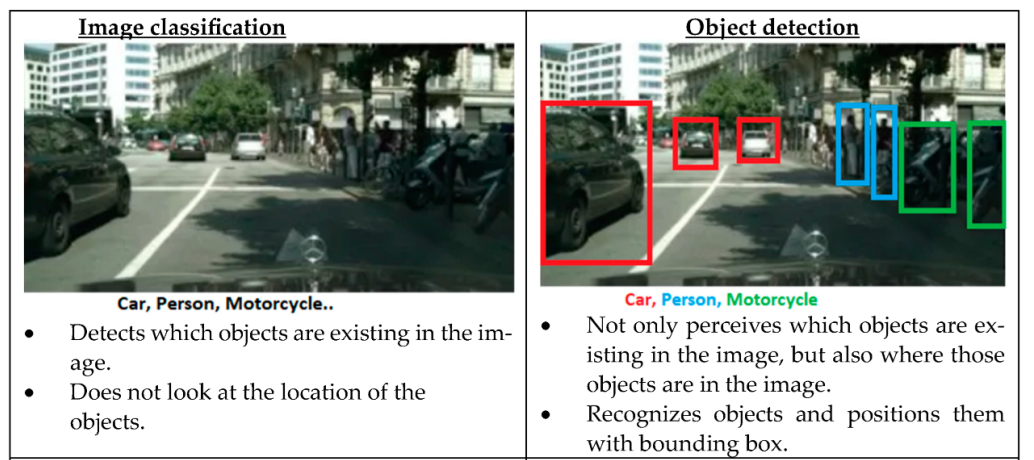 Image classification
Car, Person, Motorcycle..
• Detects which objects are existing in the im-
age.
• Does not look at the location of the
objects.
Object detection
Car, Person, Motorcycle
• Not only perceives which objects are ex-
isting in the image, but also where those
objects are in the image.
• Recognizes objects and positions them
with bounding box.